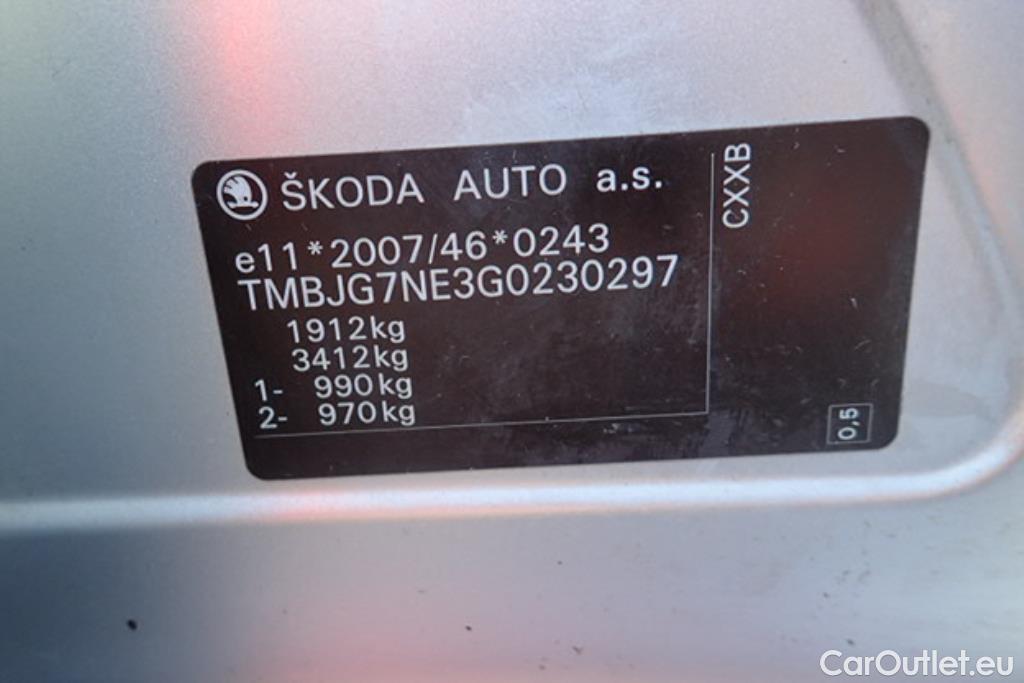 ŠKODA AUTO a.s.
e11*2007/46*0243
TMBJG7NE3G0230297
1912kg
3412kg
1- 990kg
2- 970kg
CXXB
0,5
CarOutlet.eu